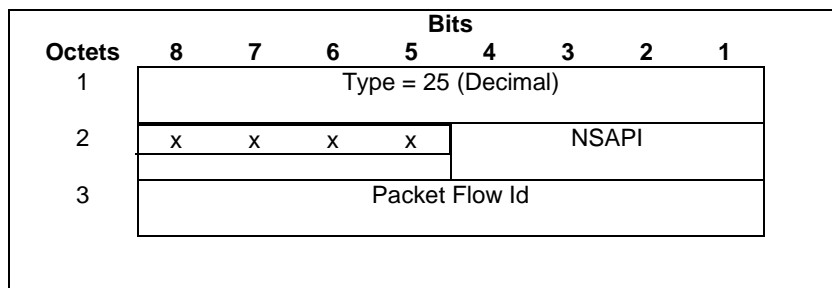 Bits
Octets 8 7 6 5 4 3 2 1
1 Type = 25 (Decimal)
2 x x x x NSAPI
3 Packet Flow Id